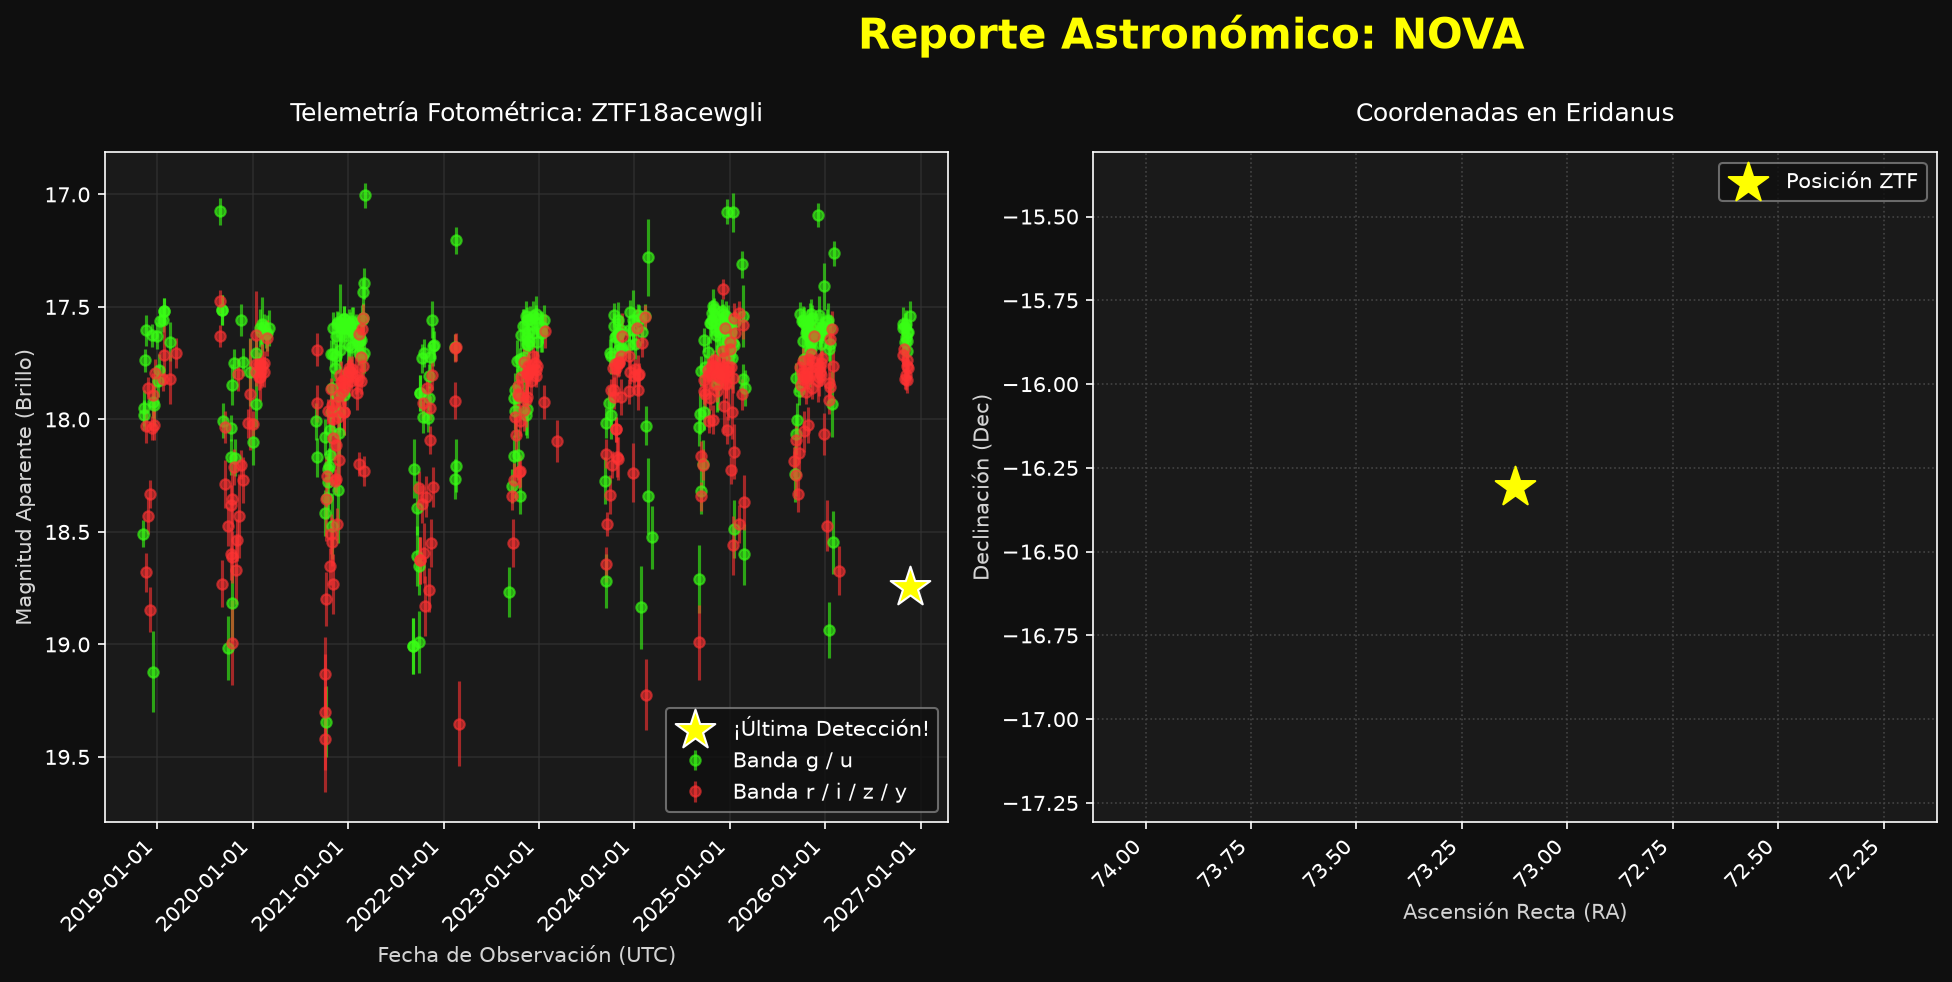 Reporte Astronómico: NOVA
Telemetría Fotométrica: ZTF18acewgli
Magnitud Aparente (Brillo)
17.0
17.5
18.0
18.5
19.0
19.5
¡Última Detección!
Banda g / u
Banda r / i / z / y
2019-01-01
2020-01-01
2021-01-01
2022-01-01
2023-01-01
2024-01-01
2025-01-01
2026-01-01
2027-01-01
Fecha de Observación (UTC)
Coordenadas en Eridanus
Posición ZTF
Declinación (Dec)
−15.50
−15.75
−16.00
−16.25
−16.50
−16.75
−17.00
−17.25
74.00
73.75
73.50
73.25
73.00
72.75
72.50
72.25
Ascensión Recta (RA)